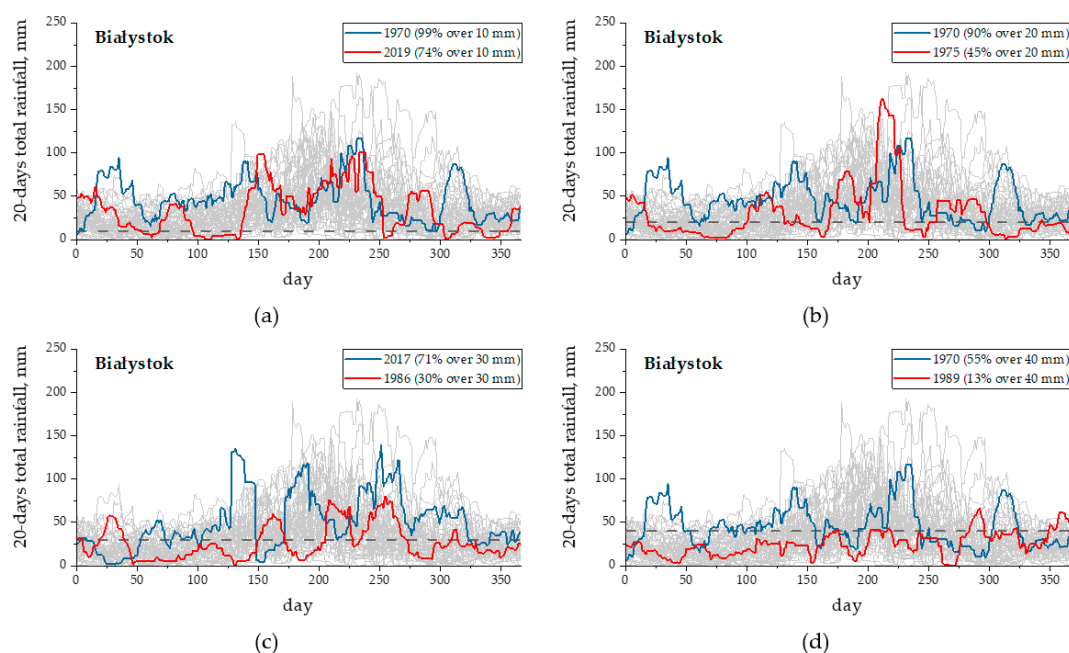 Białystok
1970 (99% over 10 mm)
2019 (74% over 10 mm)
20-days total rainfall, mm
250
200
150
100
50
0
0 50 100 150 200 250 300 350
day
(a)
Białystok
1970 (90% over 20 mm)
1975 (45% over 20 mm)
20-days total rainfall, mm
250
200
150
100
50
0
0 50 100 150 200 250 300 350
day
(b)
Białystok
2017 (71% over 30 mm)
1986 (30% over 30 mm)
20-days total rainfall, mm
250
200
150
100
50
0
0 50 100 150 200 250 300 350
day
(c)
Białystok
1970 (55% over 40 mm)
1989 (13% over 40 mm)
20-days total rainfall, mm
250
200
150
100
50
0
0 50 100 150 200 250 300 350
day
(d)